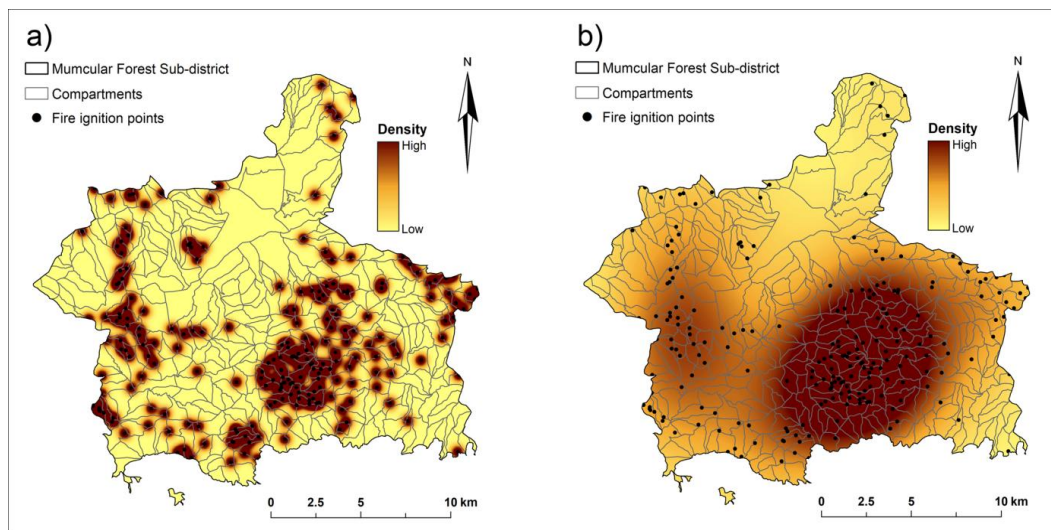 a)
Mumcular Forest Sub-district
Compartments
Fire ignition points
N
Density
High
Low
0 2.5 5 10 km
b)
Mumcular Forest Sub-district
Compartments
Fire ignition points
N
Density
High
Low
0 2.5 5 10 km